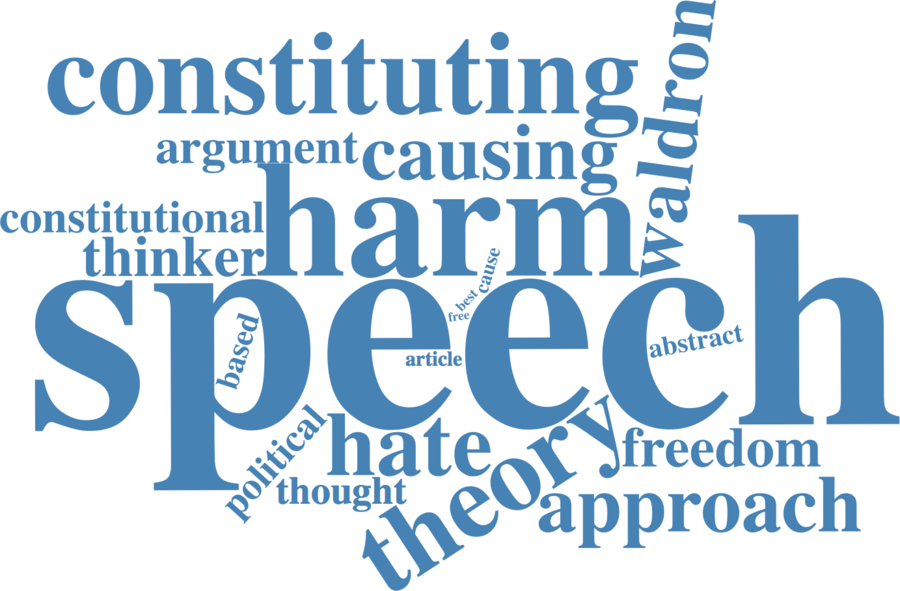 constituting
waldron
argument
causing
harm
constitutional
thinker
speech
cause
best
free
based
article
abstract
political
hate
theory
freedom
thought
approach